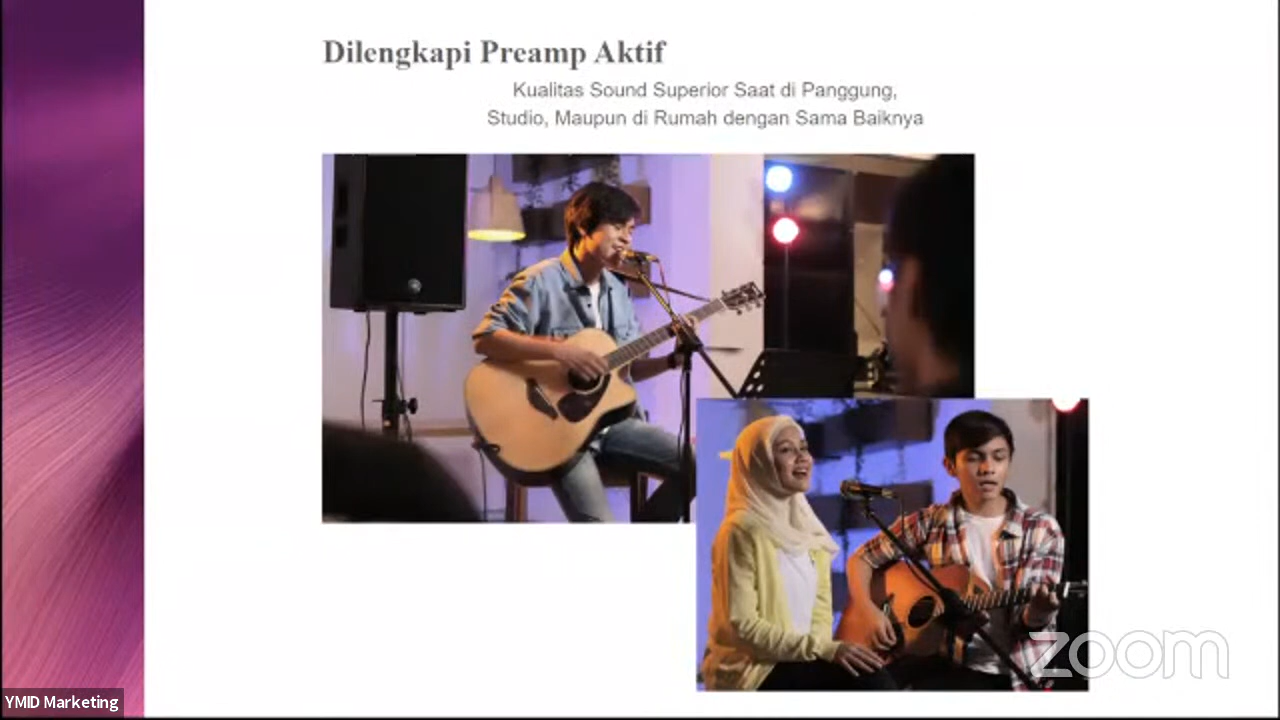 Dilengkapi Preamp Aktif
Kualitas Sound Superior Saat di Panggung,
Studio, Maupun di Rumah dengan Sama Baiknya
zoom
YMID Marketing